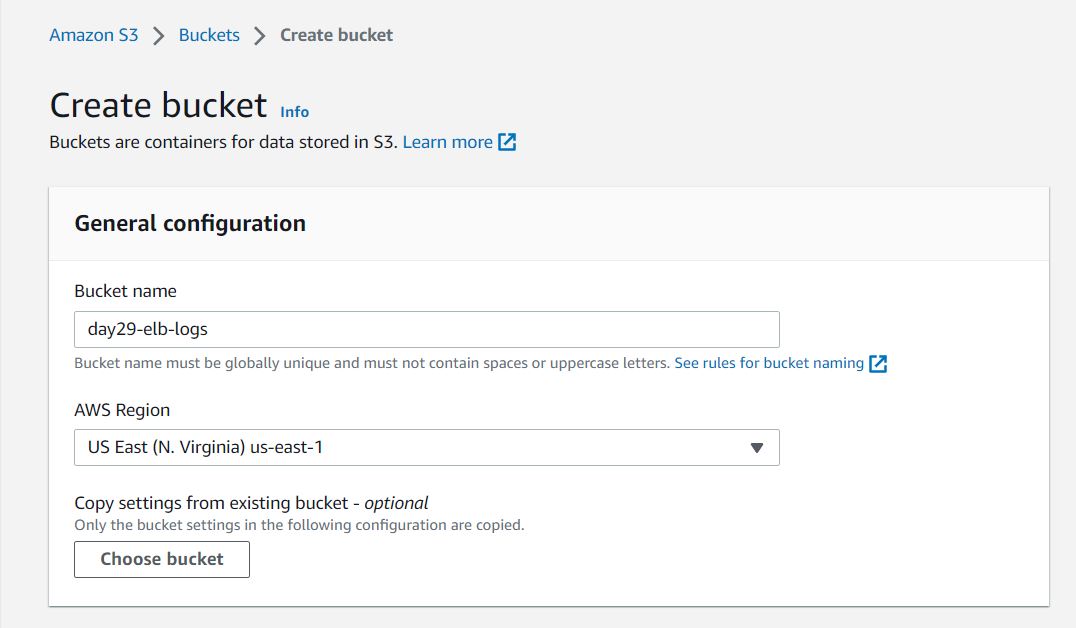 Amazon S3 > Buckets > Create bucket
Create bucket Info
Buckets are containers for data stored in S3. Learn more
General configuration
Bucket name
day29-elb-logs
Bucket name must be globally unique and must not contain spaces or uppercase letters. See rules for bucket naming
AWS Region
US East (N. Virginia) us-east-1
Copy settings from existing bucket - optional
Only the bucket settings in the following configuration are copied.
Choose bucket